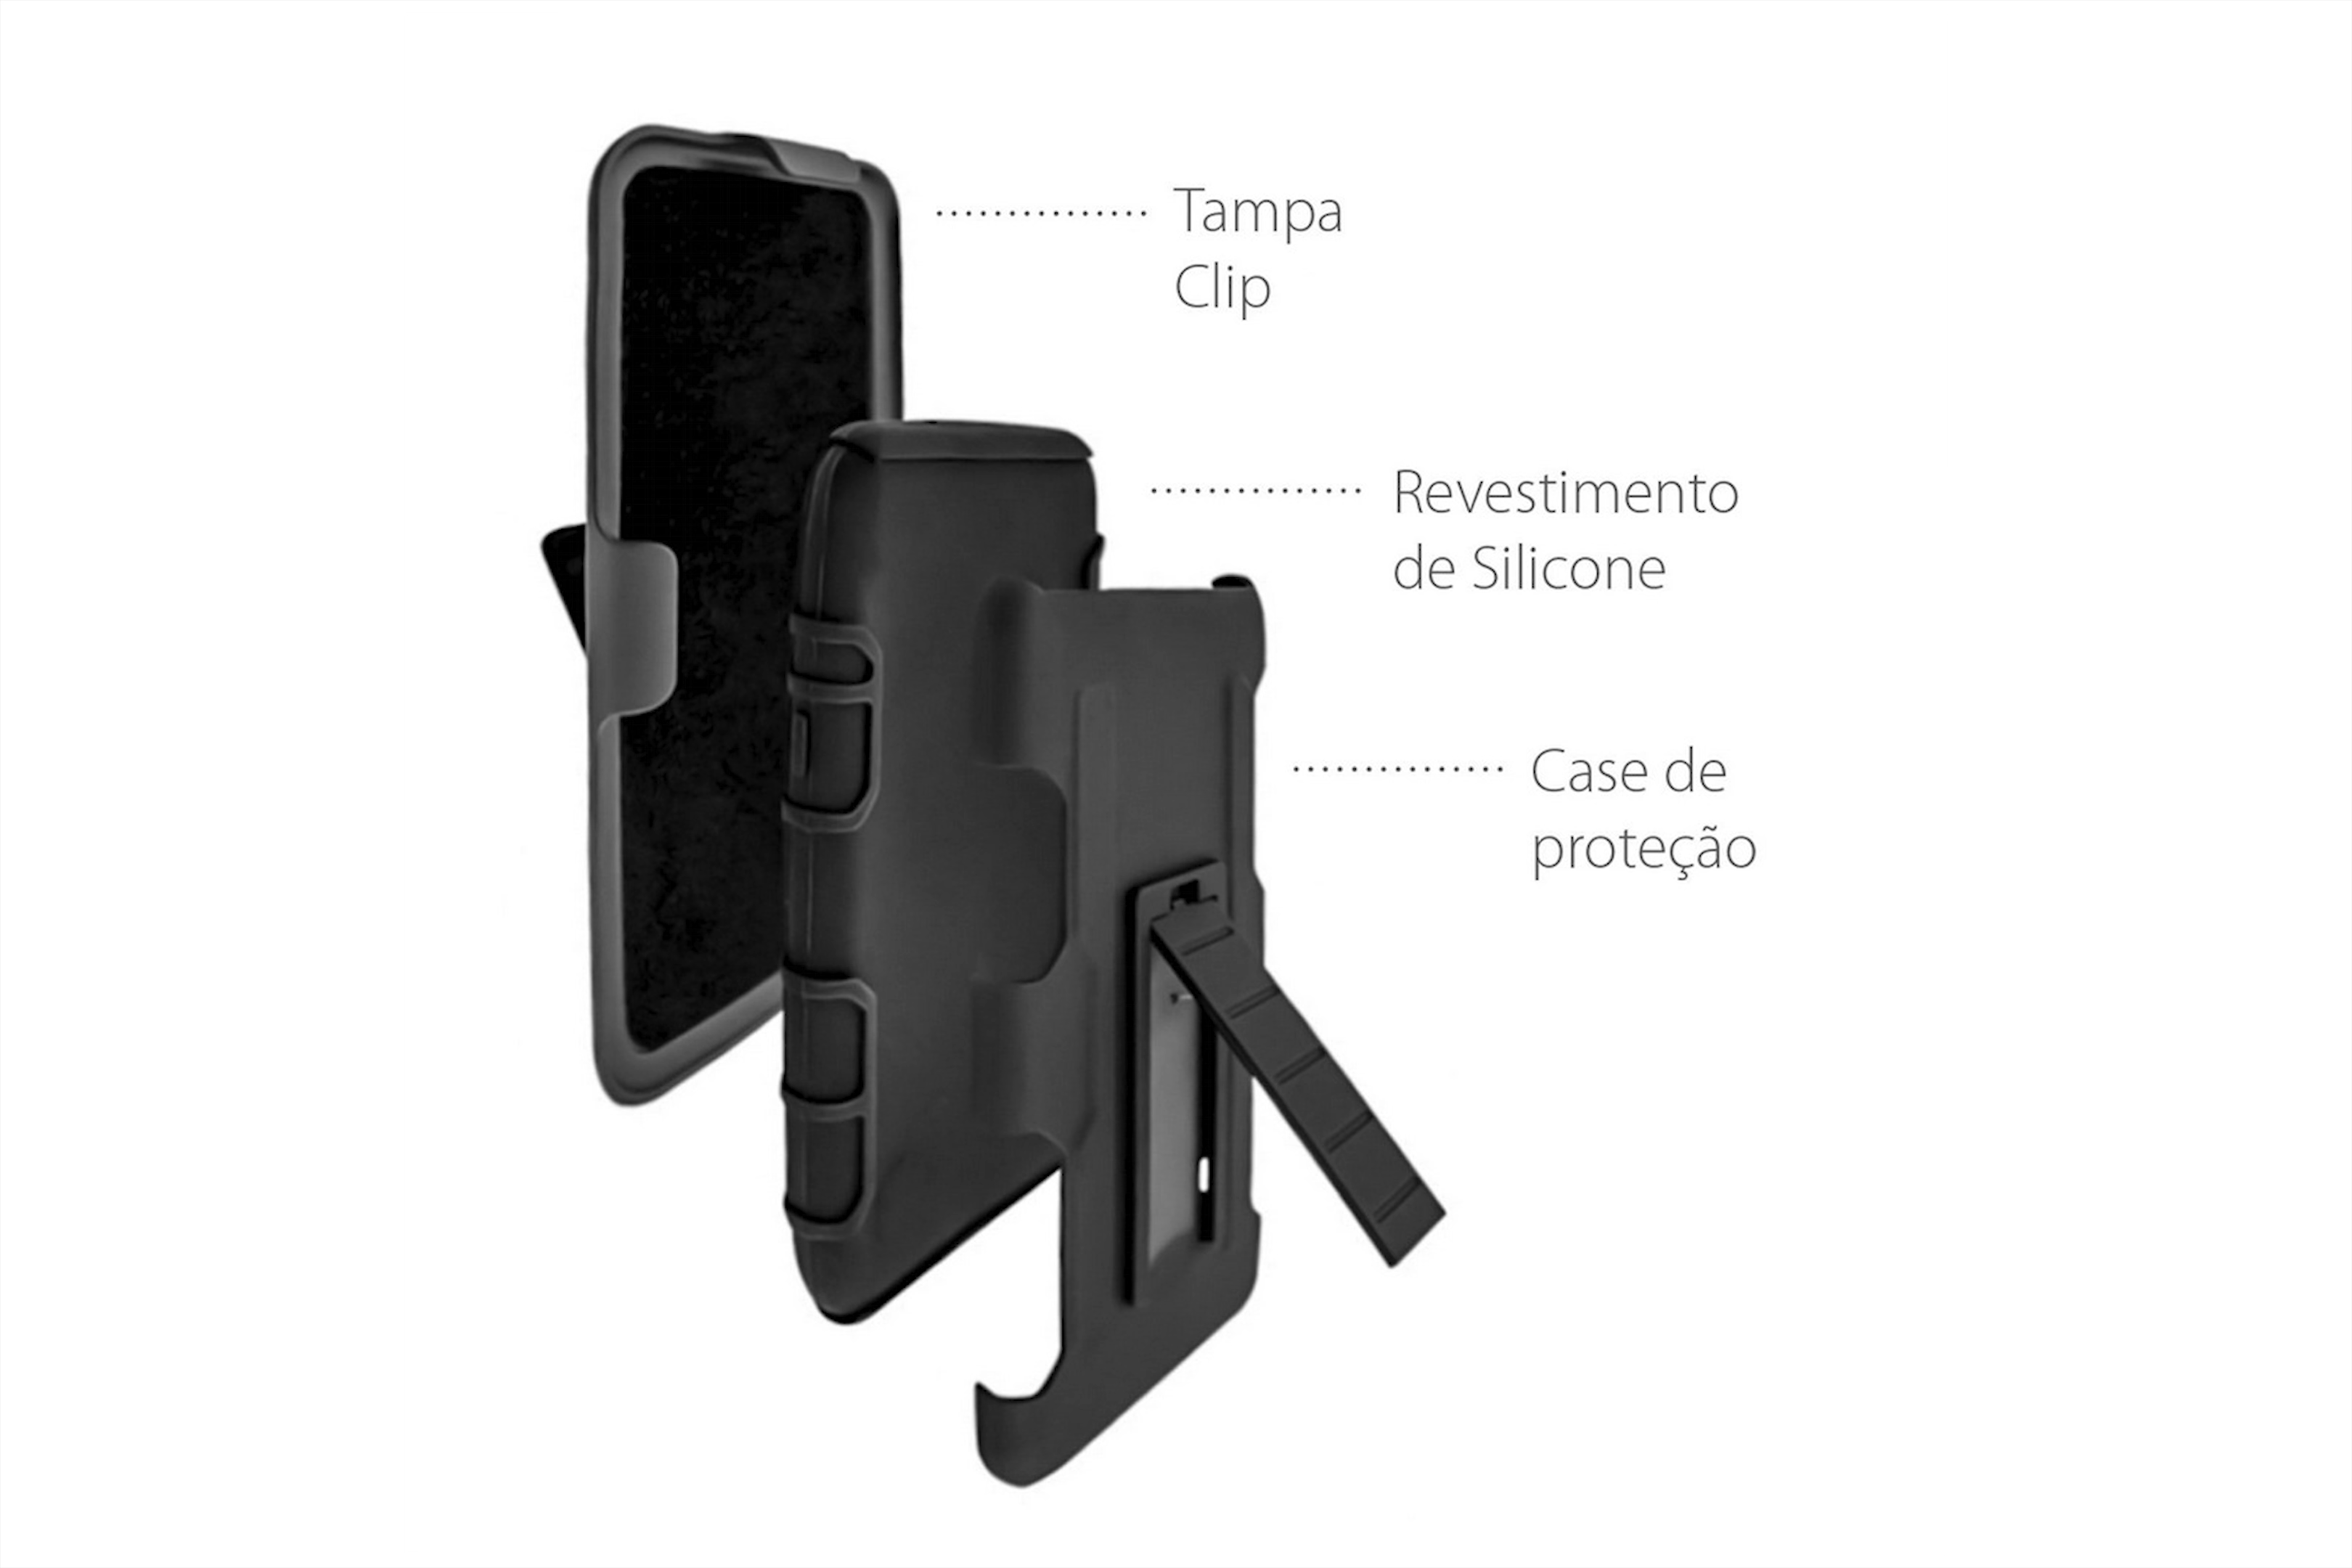 Tampa
Clip
Revestimento
de Silicone
Case de
proteção